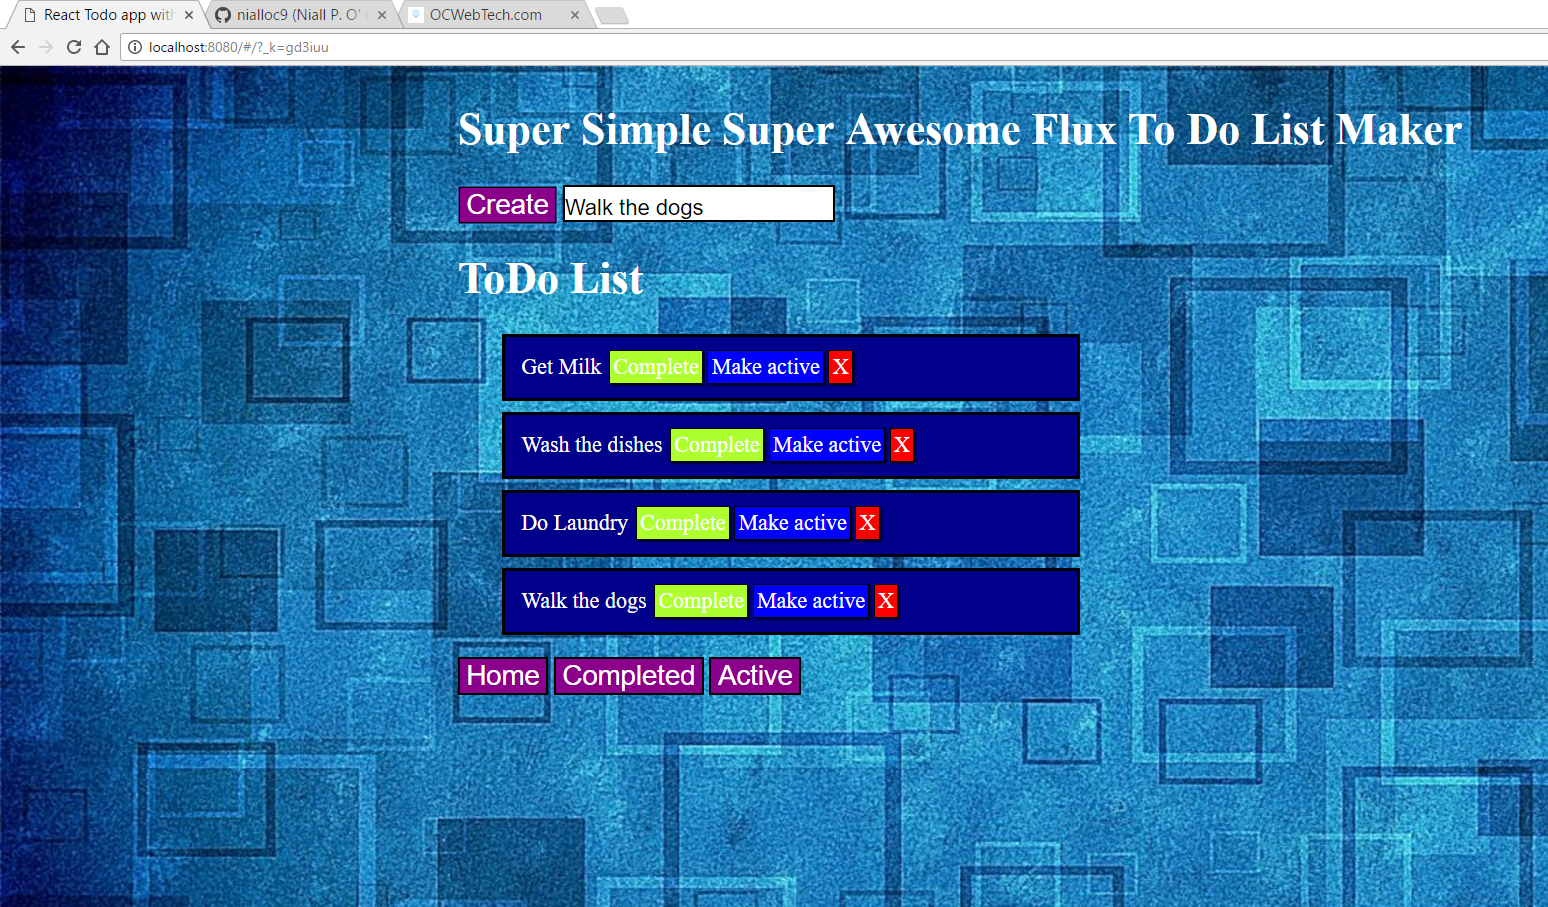 React Todo app with
nialloc9 (Niall P. O'
OCWebTech.com
localhost:8080/#/?_k=gd3iuu
Super Simple Super Awesome Flux To Do List Maker
Create Walk the dogs
ToDo List
Get Milk Complete Make active X
Wash the dishes Complete Make active X
Do Laundry Complete Make active X
Walk the dogs Complete Make active X
Home Completed Active